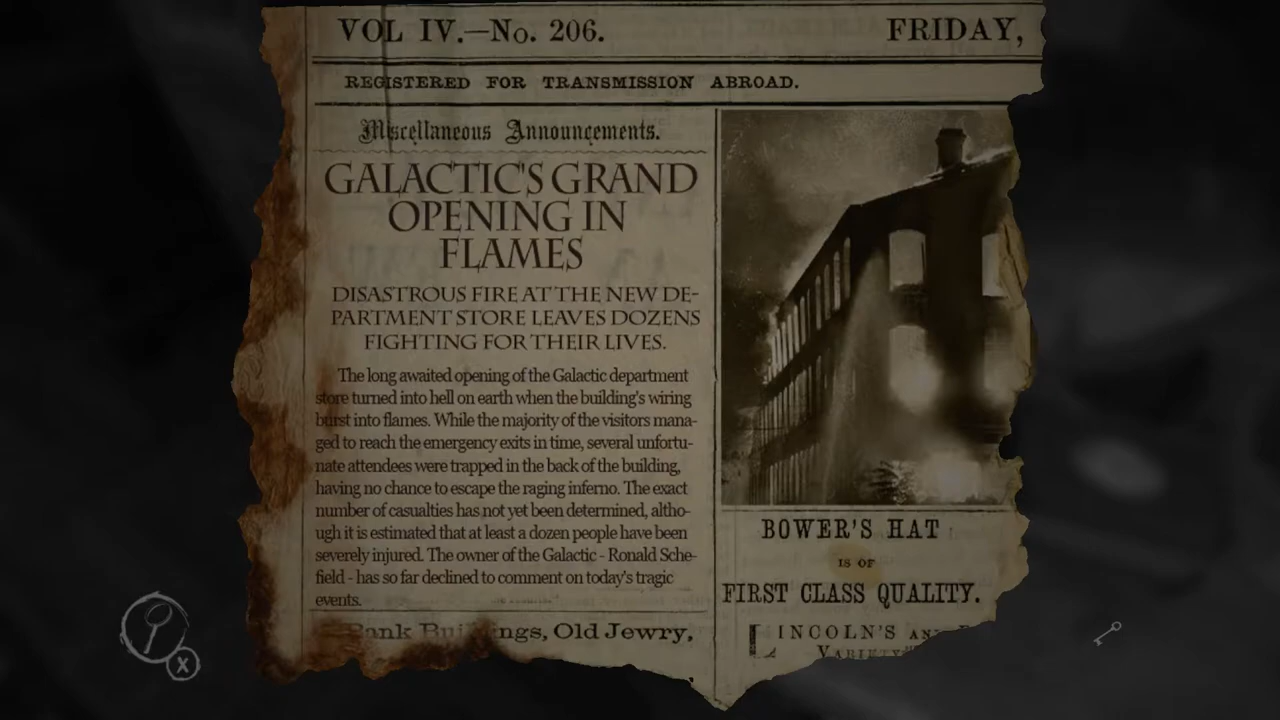 VOL IV.—No. 206.
FRIDAY,
REGISTERED FOR TRANSMISSION ABROAD.
Miscellaneous Announcements.
GALACTIC'S GRAND
OPENING IN
FLAMES
DISASTROUS FIRE AT THE NEW DE-
PARTMENT STORE LEAVES DOZENS
FIGHTING FOR THEIR LIVES.
The long awaited opening of the Galactic department
store turned into hell on earth when the building's wiring
burst into flames. While the majority of the visitors mana-
ged to reach the emergency exits in time, several unfortu-
nate attendees were trapped in the back of the building,
having no chance to escape the raging inferno. The exact
number of casualties has not yet been determined, altho-
ugh it is estimated that at least a dozen people have been
severely injured. The owner of the Galactic - Ronald Sche-
field - has so far declined to comment on today's tragic
events.
Bank Buildings, Old Jewry,
BOWER'S HAT
IS OF
FIRST CLASS QUALITY.
LINCOLN'S AND
VARIETY
X